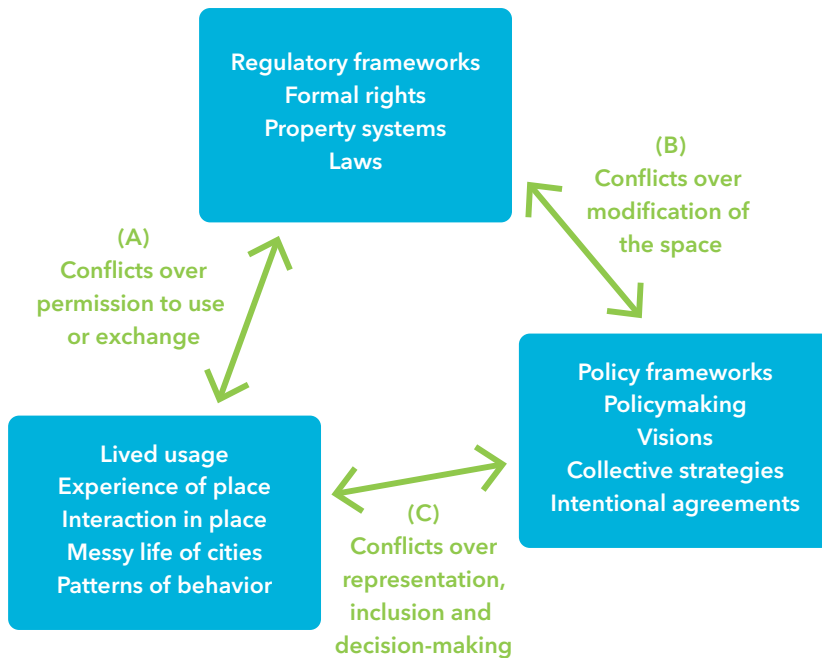 Regulatory frameworks
Formal rights
Property systems
Laws
(B)
Conflicts over
modification of
the space
(A)
Conflicts over
permission to use
or exchange
Policy frameworks
Policymaking
Visions
Collective strategies
Intentional agreements
Lived usage
Experience of place
Interaction in place
Messy life of cities
Patterns of behavior
(C)
Conflicts over
representation,
inclusion and
decision-making